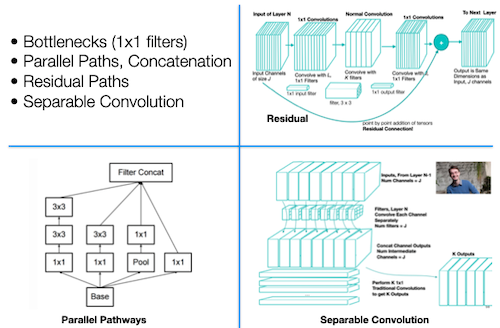 • Bottlenecks (1x1 filters)
• Parallel Paths, Concatenation
• Residual Paths
• Separable Convolution
Input of Layer N
1x1 Convolutions
Normal Convolution
1x1 Convolutions
To Next Layer
+
Input Channels
of size J
Convolve with L,
1x1 Filters
Convolve with
K filters
Convolve with J,
1x1 Filters
Output is Same
Dimensions as
Input, J channels
1x1 input filter
filter, 3 x 3
1x1 output filter
Residual
point by point addition of tensors
Residual Connection!
Filter Concat
3x3
3x3
3x3
1x1
1x1
1x1
Pool
1x1
Base
Parallel Pathways
Inputs, From Layer N-1
Num Channels = J
Filters, Layer N
Convolve Each Channel
Separately
Num filters = J
Concat Channel Outputs
Num Intermediate
Channels = J
K Outputs
Perform K 1x1
Traditional Convolutions
to get K Outputs
Separable Convolution